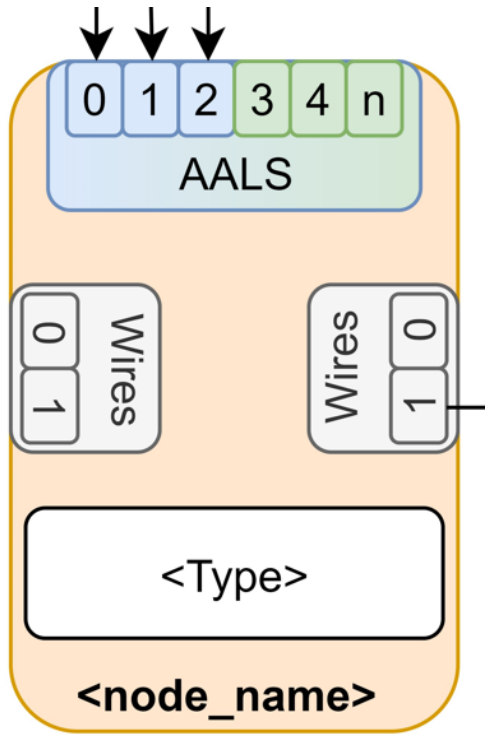 0 1 2 3 4 n
AALS
0 Wires
1
Wires 0
1
<Type>
<node_name>